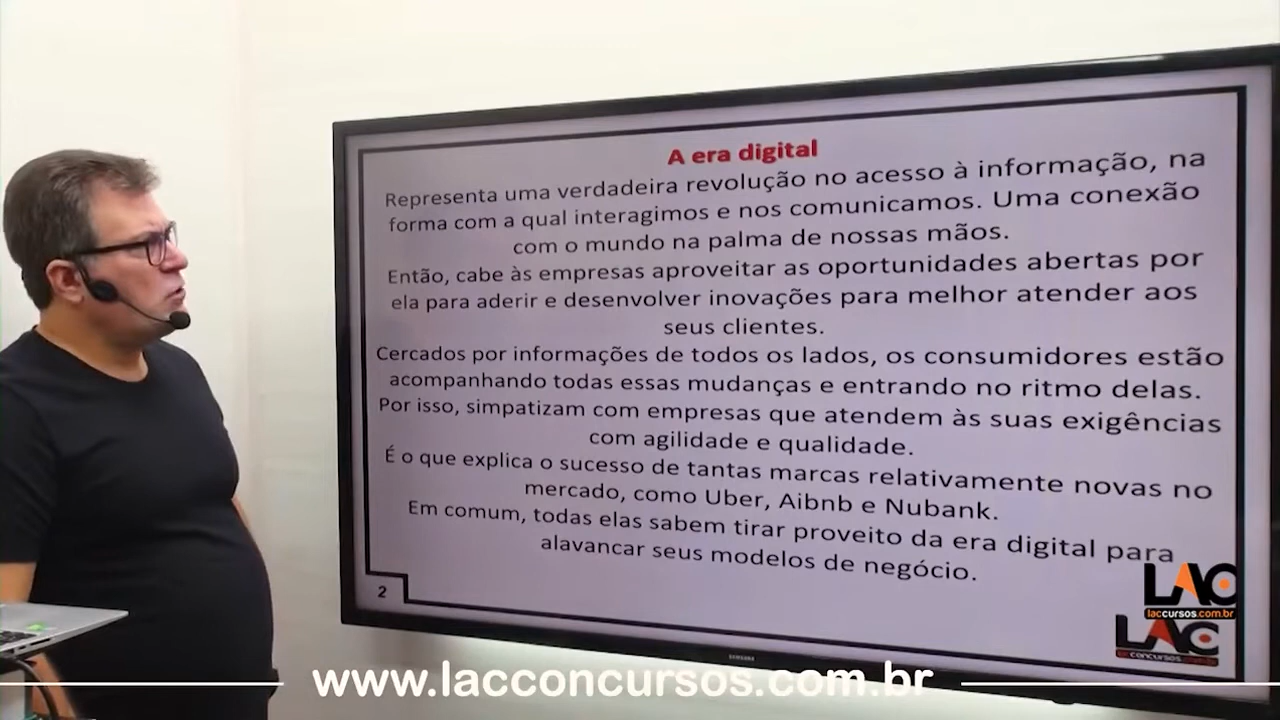 A era digital
Representa uma verdadeira revolução no acesso à informação, na
forma com a qual interagimos e nos comunicamos. Uma conexão
com o mundo na palma de nossas mãos.
Então, cabe às empresas aproveitar as oportunidades abertas por
ela para aderir e desenvolver inovações para melhor atender aos
seus clientes.
Cercados por informações de todos os lados, os consumidores estão
acompanhando todas essas mudanças e entrando no ritmo delas.
Por isso, simpatizam com empresas que atendem às suas exigências
com agilidade e qualidade.
É o que explica o sucesso de tantas marcas relativamente novas no
mercado, como Uber, Aibnb e Nubank.
Em comum, todas elas sabem tirar proveito da era digital para
alavancar seus modelos de negócio.
2
LAC
laccursos.com.br
LAC
concursos.com.br
SAMSUNG
www.lacconcursos.com.br